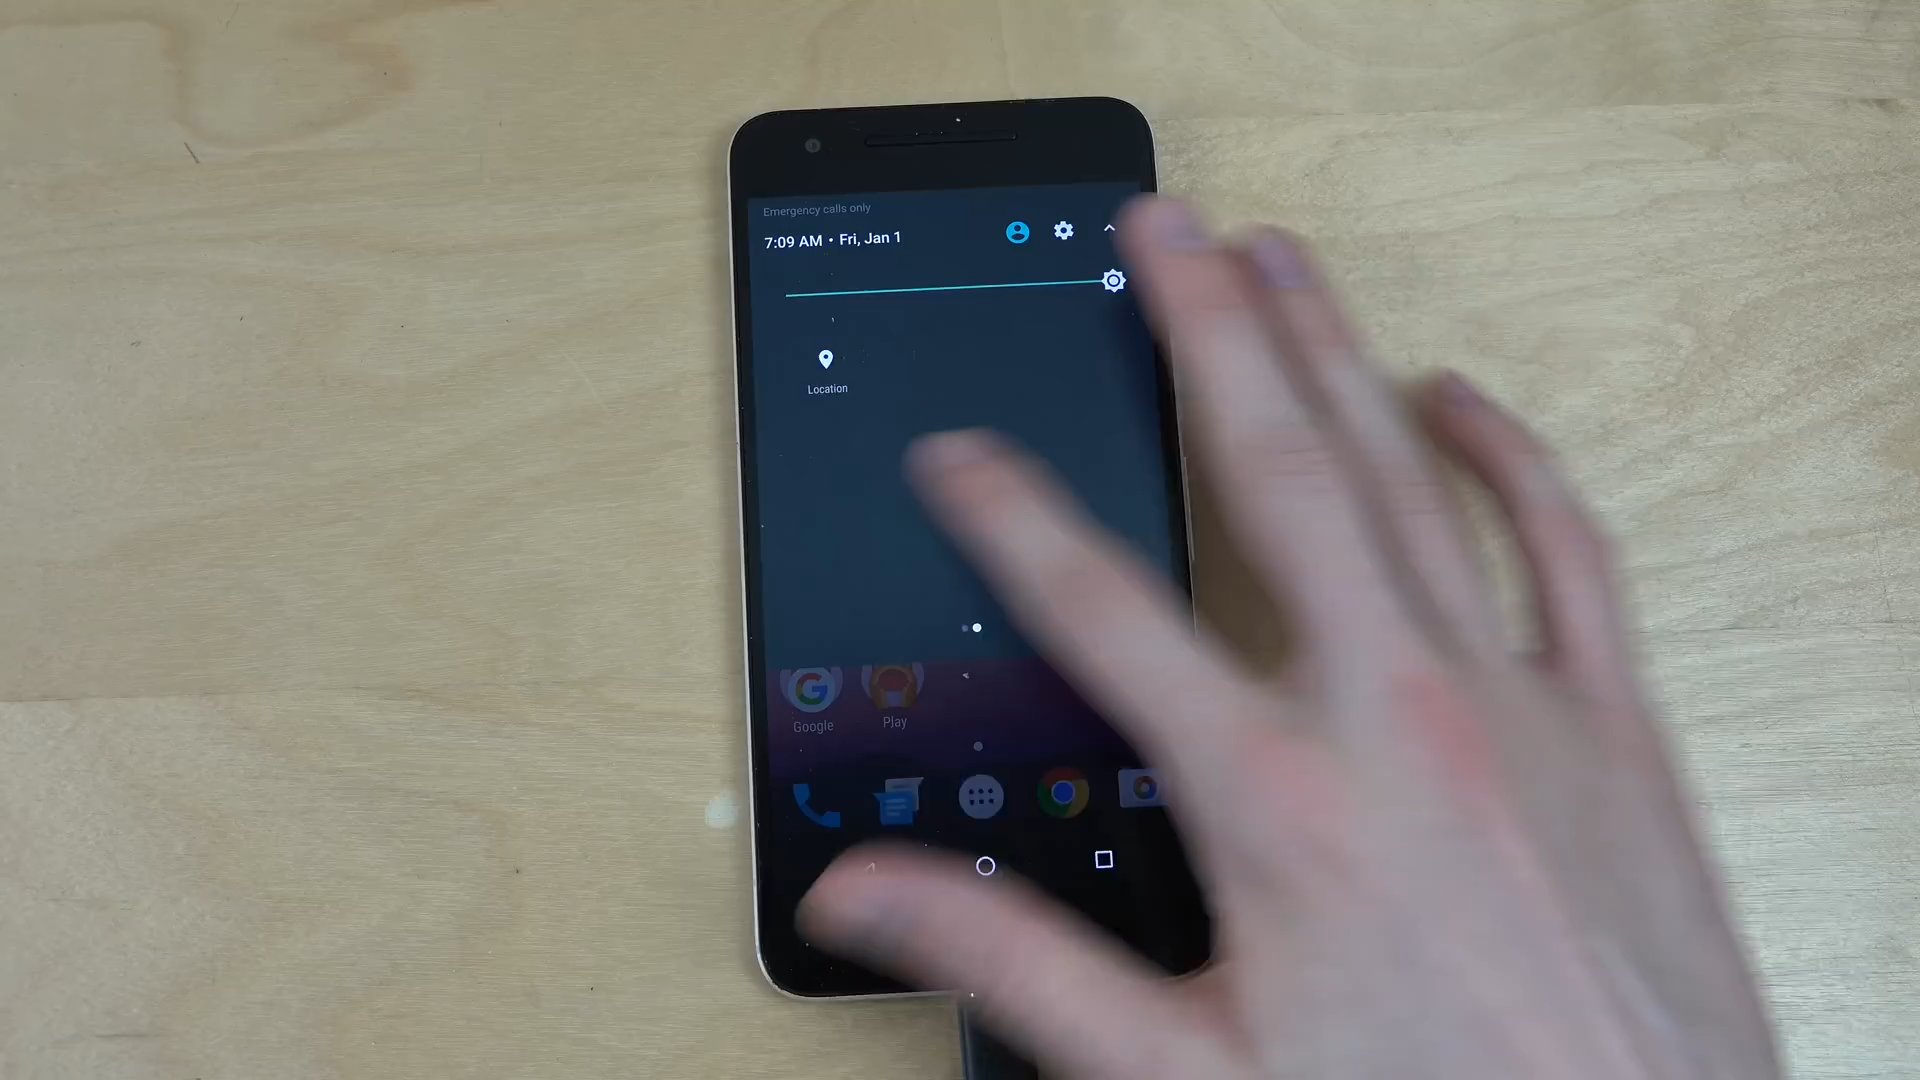 Emergency calls only
7:09 AM • Fri, Jan 1
Location
Google
Play